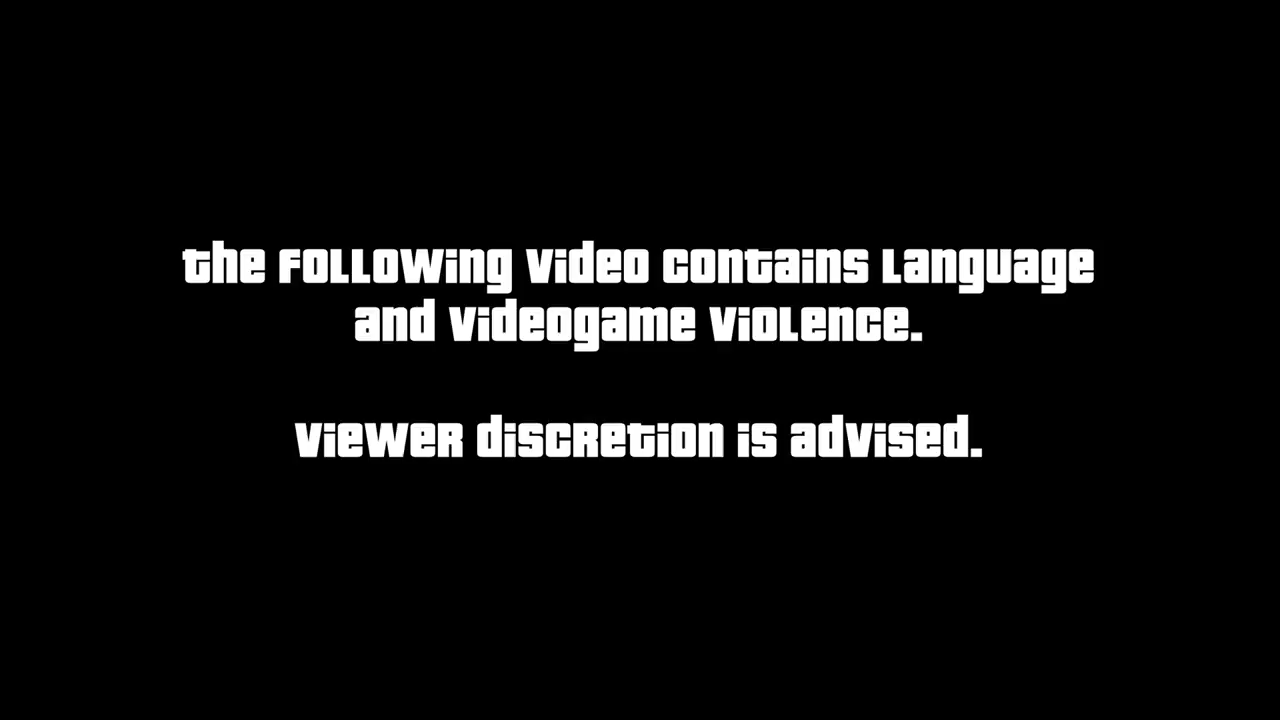 the following video contains language
and videogame violence.
viewer discretion is advised.